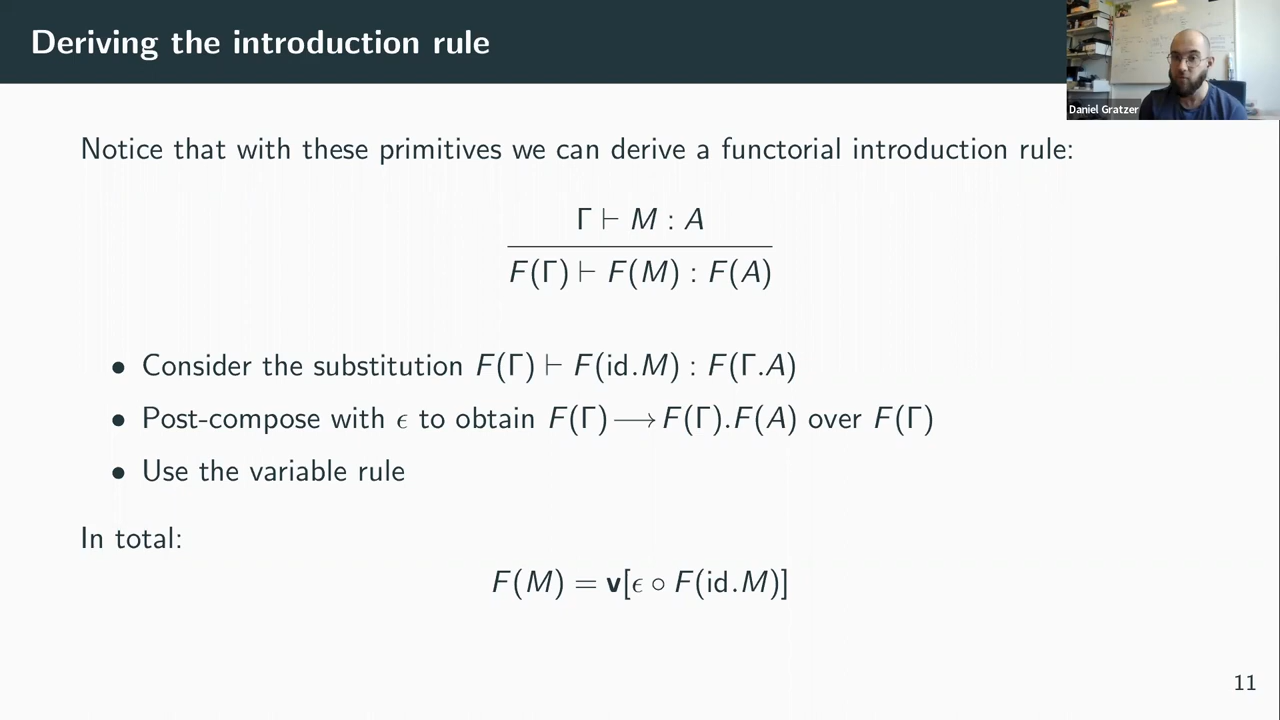 Deriving the introduction rule
Daniel Gratzer
Notice that with these primitives we can derive a functorial introduction rule:
Γ ⊢ M : A
F(Γ) ⊢ F(M) : F(A)
• Consider the substitution F(Γ) ⊢ F(id.M) : F(Γ.A)
• Post-compose with ϵ to obtain F(Γ) ⟶ F(Γ).F(A) over F(Γ)
• Use the variable rule
In total:
F(M) = v[ϵ ∘ F(id.M)]
11